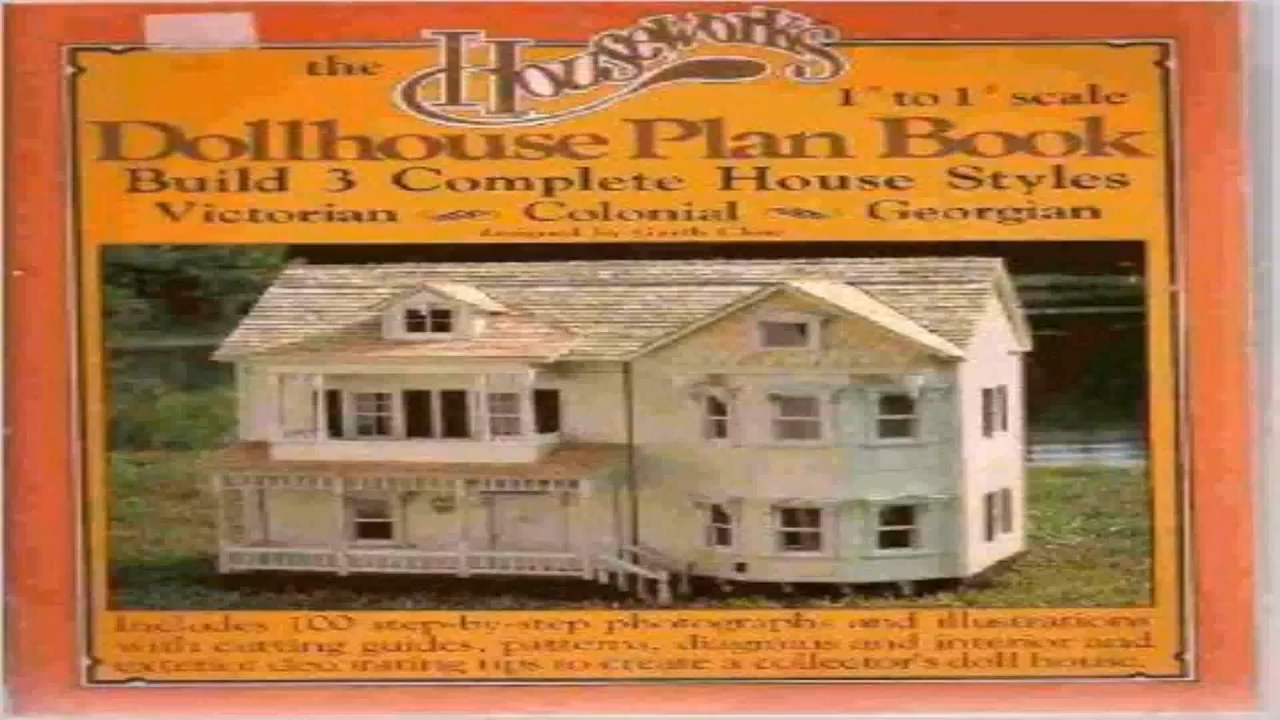 the Houseworks
1" to 1' scale
Dollhouse Plan Book
Build 3 Complete House Styles
Victorian Colonial Georgian
designed by
Includes 100 step-by-step photographs and illustrations
with cutting guides, patterns, diagrams and interior and
exterior decorating tips to create a collector's doll house.